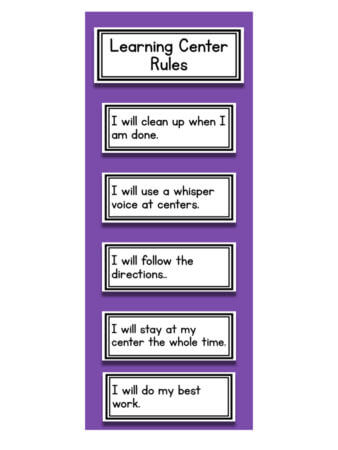 Learning Center
Rules
I will clean up when I
am done.
I will use a whisper
voice at centers.
I will follow the
directions..
I will stay at my
center the whole time.
I will do my best
work.